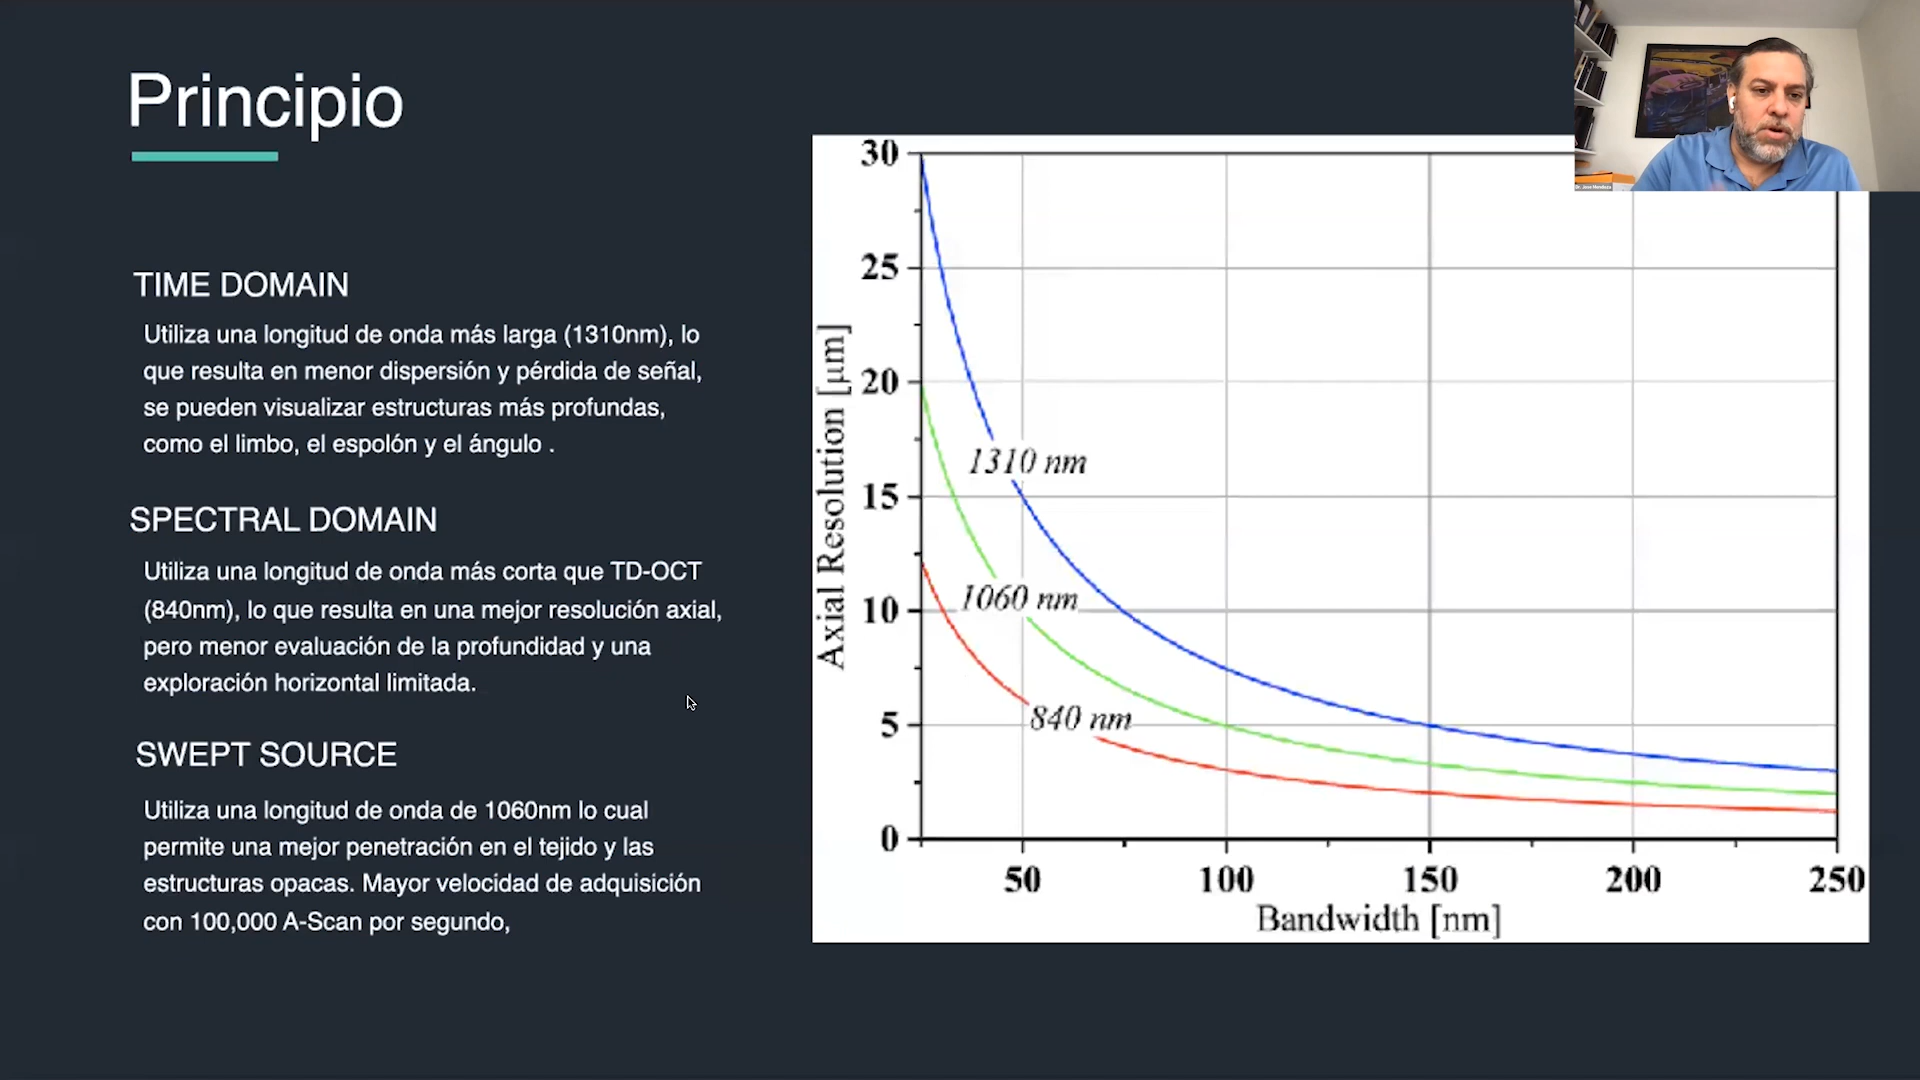 Principio
TIME DOMAIN
Utiliza una longitud de onda más larga (1310nm), lo
que resulta en menor dispersión y pérdida de señal,
se pueden visualizar estructuras más profundas,
como el limbo, el espolón y el ángulo .
SPECTRAL DOMAIN
Utiliza una longitud de onda más corta que TD-OCT
(840nm), lo que resulta en una mejor resolución axial,
pero menor evaluación de la profundidad y una
exploración horizontal limitada.
SWEPT SOURCE
Utiliza una longitud de onda de 1060nm lo cual
permite una mejor penetración en el tejido y las
estructuras opacas. Mayor velocidad de adquisición
con 100,000 A-Scan por segundo,
Axial Resolution [µm]
30
25
20
15
10
5
0
1310 nm
1060 nm
840 nm
50 100 150 200 250
Bandwidth [nm]
Dr. Jose Mendoza